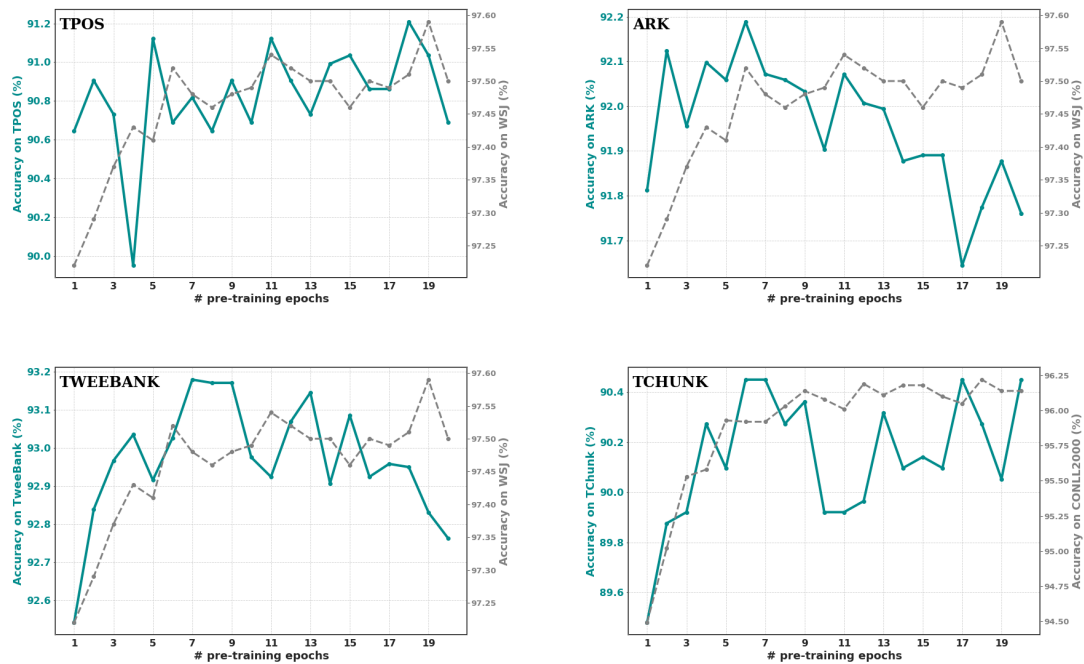 TPOS
Accuracy on TPOS (%)
91.2
91.0
90.8
90.6
90.4
90.2
90.0
97.60
97.55
97.50
97.45
97.40
97.35
97.30
97.25
Accuracy on WSJ (%)
1 3 5 7 9 11 13 15 17 19
# pre-training epochs
ARK
Accuracy on ARK (%)
92.2
92.1
92.0
91.9
91.8
91.7
97.60
97.55
97.50
97.45
97.40
97.35
97.30
97.25
Accuracy on WSJ (%)
1 3 5 7 9 11 13 15 17 19
# pre-training epochs
TWEEBANK
Accuracy on TweeBank (%)
93.2
93.1
93.0
92.9
92.8
92.7
92.6
97.60
97.55
97.50
97.45
97.40
97.35
97.30
97.25
Accuracy on WSJ (%)
1 3 5 7 9 11 13 15 17 19
# pre-training epochs
TCHUNK
Accuracy on TChunk (%)
90.4
90.2
90.0
89.8
89.6
96.25
96.00
95.75
95.50
95.25
95.00
94.75
94.50
Accuracy on CONLL2000 (%)
1 3 5 7 9 11 13 15 17 19
# pre-training epochs